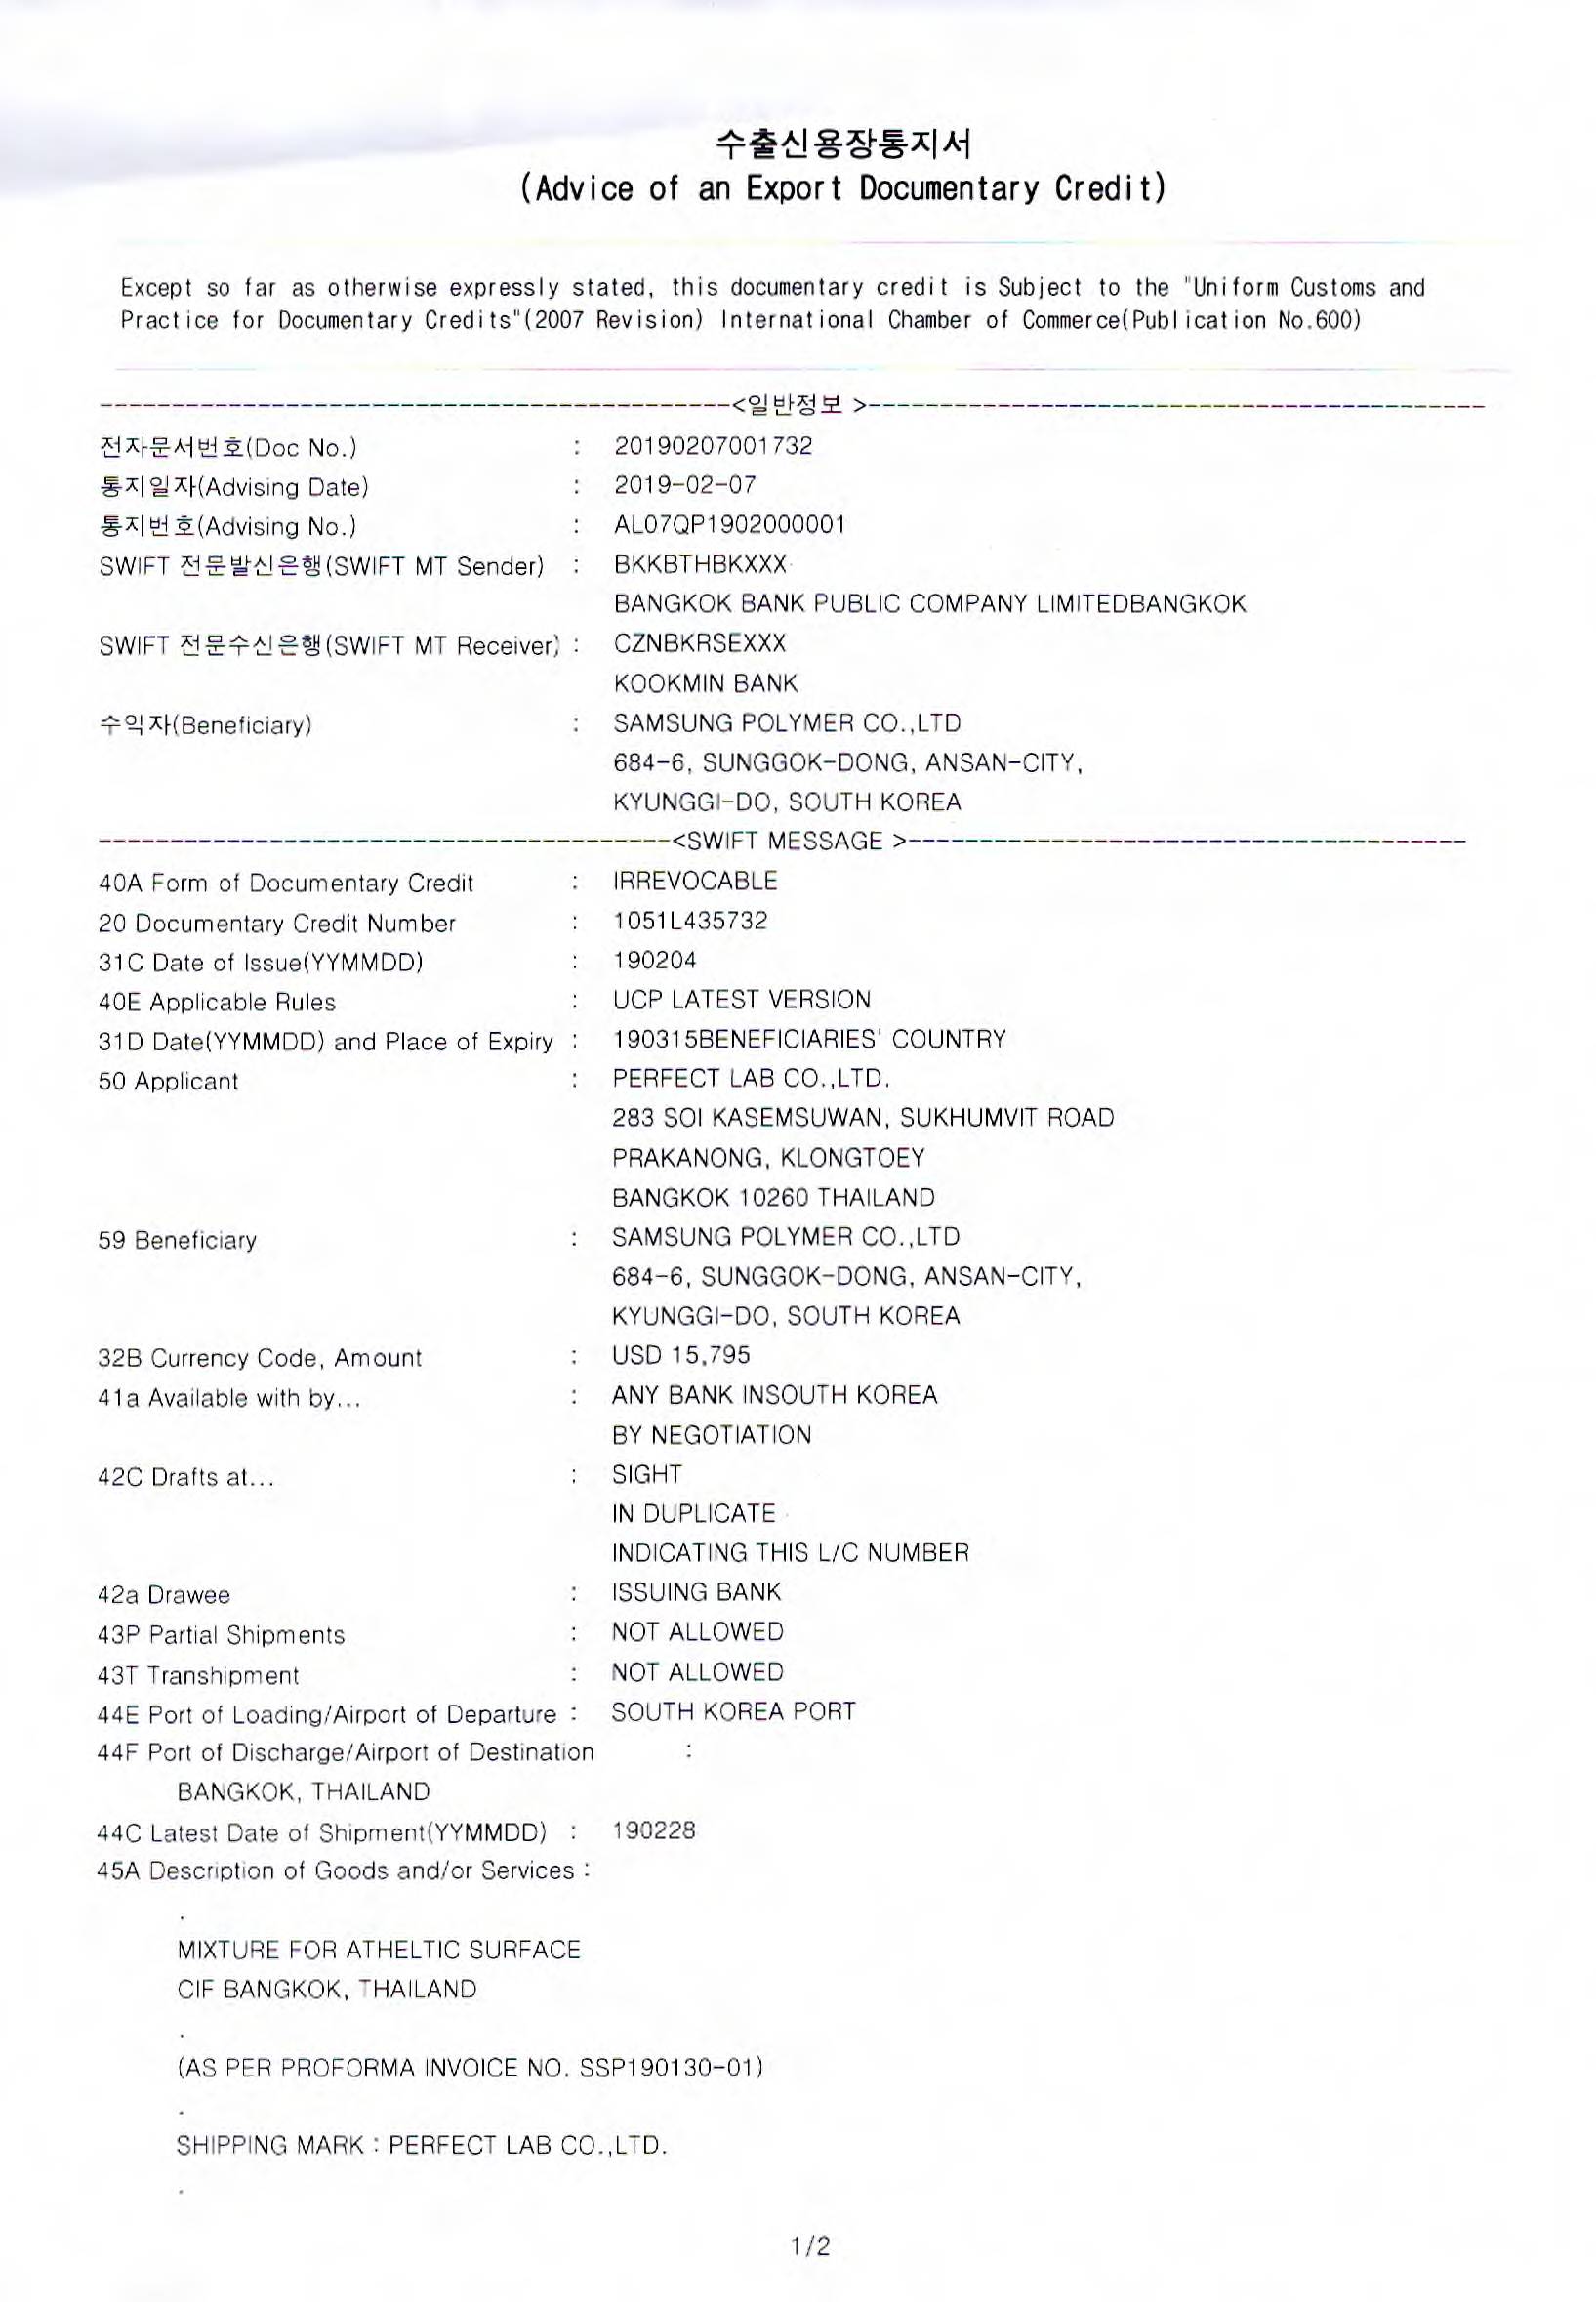 수출신용장통지서
(Advice of an Export Documentary Credit)
Except so far as otherwise expressly stated, this documentary credit is Subject to the "Uniform Customs and
Practice for Documentary Credits"(2007 Revision) International Chamber of Commerce(Publication No.600)
--------------------------------------------<일반정보 >--------------------------------------------
전자문서번호(Doc No.) : 20190207001732
통지일자(Advising Date) : 2019-02-07
통지번호(Advising No.) : AL07QP1902000001
SWIFT 전문발신은행(SWIFT MT Sender) : BKKBTHBKXXX
BANGKOK BANK PUBLIC COMPANY LIMITEDBANGKOK
SWIFT 전문수신은행(SWIFT MT Receiver) : CZNBKRSEXXX
KOOKMIN BANK
수익자(Beneficiary) : SAMSUNG POLYMER CO.,LTD
684-6, SUNGGOK-DONG, ANSAN-CITY,
KYUNGGI-DO, SOUTH KOREA
----------------------------------------<SWIFT MESSAGE >---------------------------------------
40A Form of Documentary Credit : IRREVOCABLE
20 Documentary Credit Number : 1051L435732
31C Date of Issue(YYMMDD) : 190204
40E Applicable Rules : UCP LATEST VERSION
31D Date(YYMMDD) and Place of Expiry : 190315BENEFICIARIES' COUNTRY
50 Applicant : PERFECT LAB CO.,LTD.
283 SOI KASEMSUWAN, SUKHUMVIT ROAD
PRAKANONG, KLONGTOEY
BANGKOK 10260 THAILAND
59 Beneficiary : SAMSUNG POLYMER CO.,LTD
684-6, SUNGGOK-DONG, ANSAN-CITY,
KYUNGGI-DO, SOUTH KOREA
32B Currency Code, Amount : USD 15,795
41a Available with by... : ANY BANK INSOUTH KOREA
BY NEGOTIATION
42C Drafts at... : SIGHT
IN DUPLICATE
INDICATING THIS L/C NUMBER
42a Drawee : ISSUING BANK
43P Partial Shipments : NOT ALLOWED
43T Transhipment : NOT ALLOWED
44E Port of Loading/Airport of Departure : SOUTH KOREA PORT
44F Port of Discharge/Airport of Destination :
BANGKOK, THAILAND
44C Latest Date of Shipment(YYMMDD) : 190228
45A Description of Goods and/or Services :
.
MIXTURE FOR ATHELTIC SURFACE
CIF BANGKOK, THAILAND
.
(AS PER PROFORMA INVOICE NO. SSP190130-01)
.
SHIPPING MARK : PERFECT LAB CO.,LTD.
.
1/2